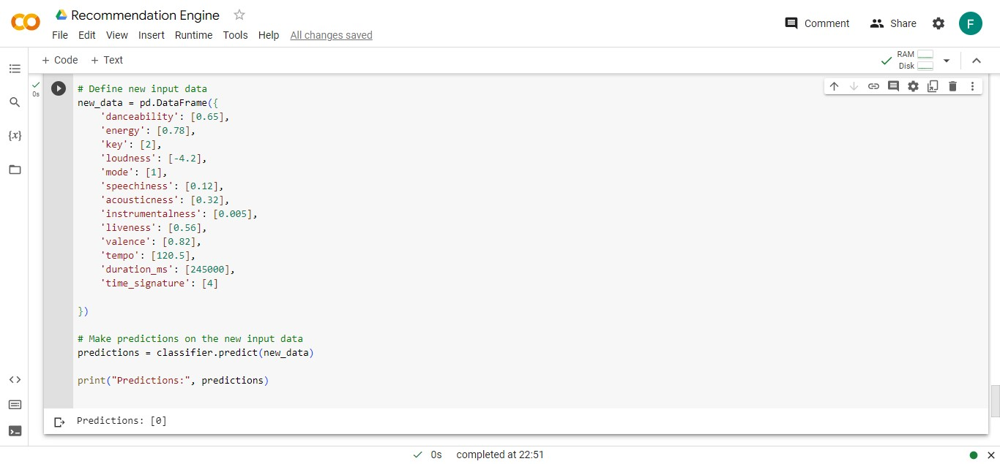 Recommendation Engine
File Edit View Insert Runtime Tools Help All changes saved
Comment Share F
+ Code + Text
RAM
Disk
{x}
0s
# Define new input data
new_data = pd.DataFrame({
    'danceability': [0.65],
    'energy': [0.78],
    'key': [2],
    'loudness': [-4.2],
    'mode': [1],
    'speechiness': [0.12],
    'acousticness': [0.32],
    'instrumentalness': [0.005],
    'liveness': [0.56],
    'valence': [0.82],
    'tempo': [120.5],
    'duration_ms': [245000],
    'time_signature': [4]
})
# Make predictions on the new input data
predictions = classifier.predict(new_data)
print("Predictions:", predictions)
Predictions: [0]
0s completed at 22:51